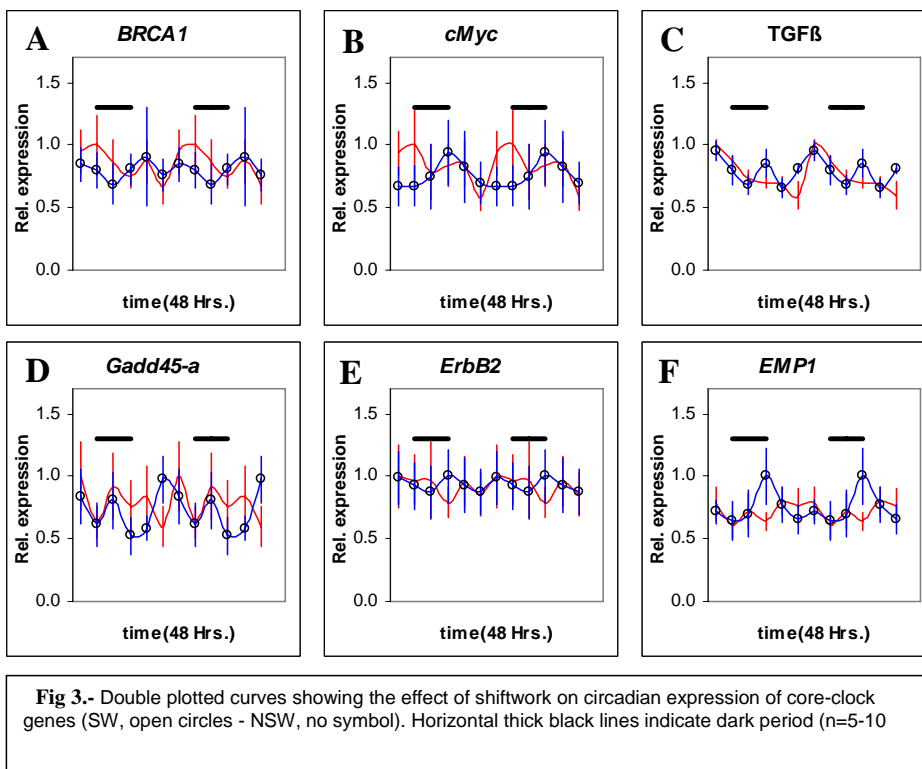 A BRCA1
1.5
1.0
0.5
0.0
Rel. expression
time(48 Hrs.)
B cMyc
1.5
1.0
0.5
0.0
Rel. expression
time(48 Hrs.)
C TGFß
1.5
1.0
0.5
0.0
Rel. expression
time(48 Hrs.)
D Gadd45-a
1.5
1.0
0.5
0.0
Rel. expression
time(48 Hrs.)
E ErbB2
1.5
1.0
0.5
0.0
Rel. expression
time(48 Hrs.)
F EMP1
1.5
1.0
0.5
0.0
Rel. expression
time(48 Hrs.)
Fig 3.- Double plotted curves showing the effect of shiftwork on circadian expression of core-clock
genes (SW, open circles - NSW, no symbol). Horizontal thick black lines indicate dark period (n=5-10